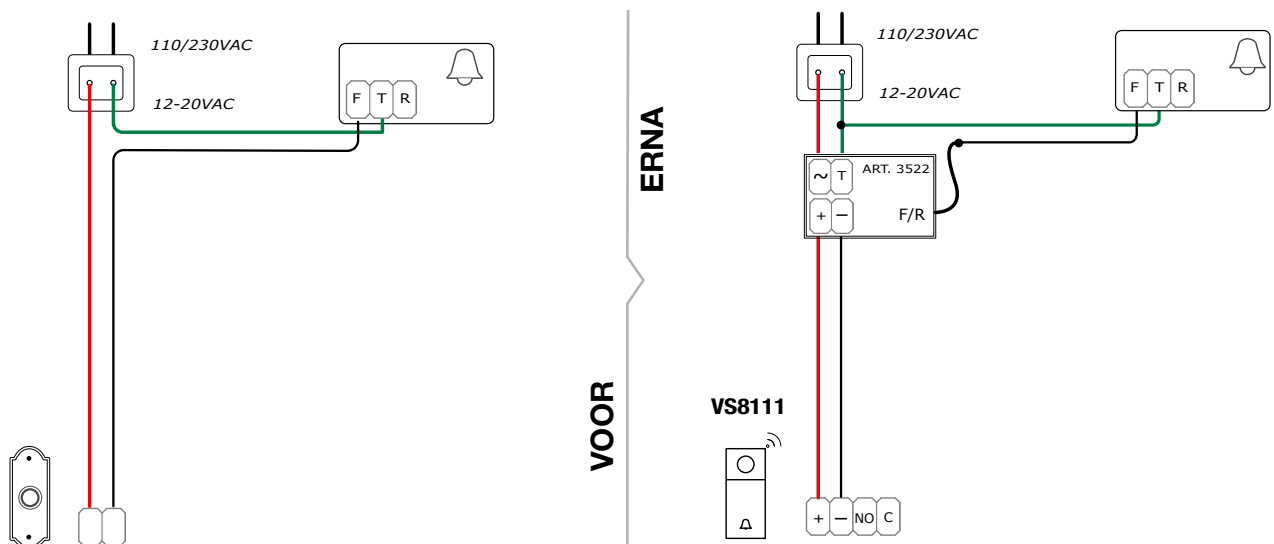 110/230VAC
12-20VAC
F T R
VOOR
ERNA
110/230VAC
12-20VAC
F T R
~ T ART. 3522
+ — F/R
VS8111
+ — NO C